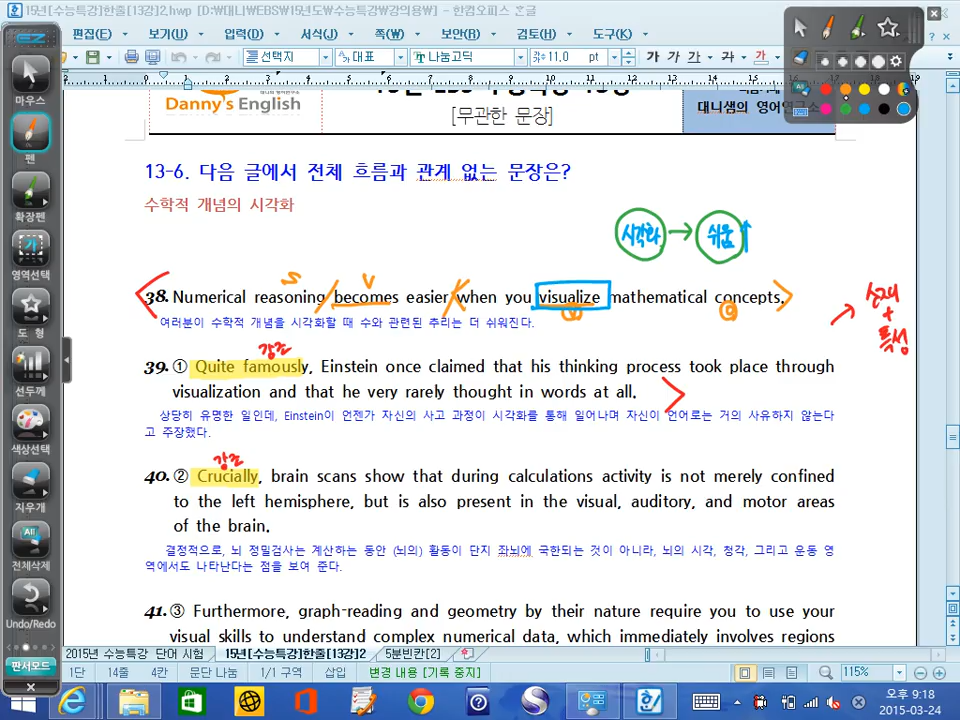 15년[수능특강]한출[13강]2.hwp [D:₩대니₩EBS₩15년도₩수능특강₩강의용₩] - 한컴오피스 한글
편집(E) 보기(U) 입력(D) 서식(J) 쪽(W) 보안(R) 검토(H) 도구(K)
선택지 대표 나눔고딕 11.0 pt 가 가 가 가 가
마우스
펜
확장펜
영역선택
도 형
선두께
색상선택
지우개
All
전체삭제
Undo/Redo
판서모드
Danny's English
[무관한 문장]
대니샘의 영어연구소
13-6. 다음 글에서 전체 흐름과 관계 없는 문장은?
수학적 개념의 시각화
시각화 → 쉬움↑
S V
38. Numerical reasoning / becomes easier / when you visualize mathematical concepts.
여러분이 수학적 개념을 시각화할 때 수와 관련된 추리는 더 쉬워진다.
소재
+
특성
강조
39. ① Quite famously, Einstein once claimed that his thinking process took place through
visualization and that he very rarely thought in words at all.
상당히 유명한 일인데, Einstein이 언젠가 자신의 사고 과정이 시각화를 통해 일어나며 자신이 언어로는 거의 사유하지 않는다
고 주장했다.
강조
40. ② Crucially, brain scans show that during calculations activity is not merely confined
to the left hemisphere, but is also present in the visual, auditory, and motor areas
of the brain.
결정적으로, 뇌 정밀검사는 계산하는 동안 (뇌의) 활동이 단지 좌뇌에 국한되는 것이 아니라, 뇌의 시각, 청각, 그리고 운동 영
역에서도 나타난다는 점을 보여 준다.
41. ③ Furthermore, graph-reading and geometry by their nature require you to use your
visual skills to understand complex numerical data, which immediately involves regions
2015년 수능특강 단어 시험 15년[수능특강]한줄[13강]2 5분빈칸[2]
1단 14줄 4칸 문단 나눔 1/1 구역 삽입 변경 내용 [기록 중지] 115%
오후 9:18
2015-03-24